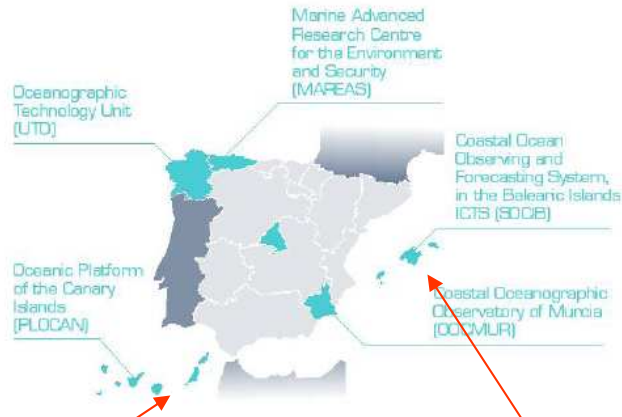 Marine Advanced
Research Centre
for the Environment
and Security
(MAREAS)
Oceanographic
Technology Unit
(UTO)
Coastal Ocean
Observing and
Forecasting System,
in the Balearic Islands
ICTS (SOCIB)
Oceanic Platform
of the Canary
Islands
(PLOCAN)
Coastal Oceanographic
Observatory of Murcia
(OOCMUR)